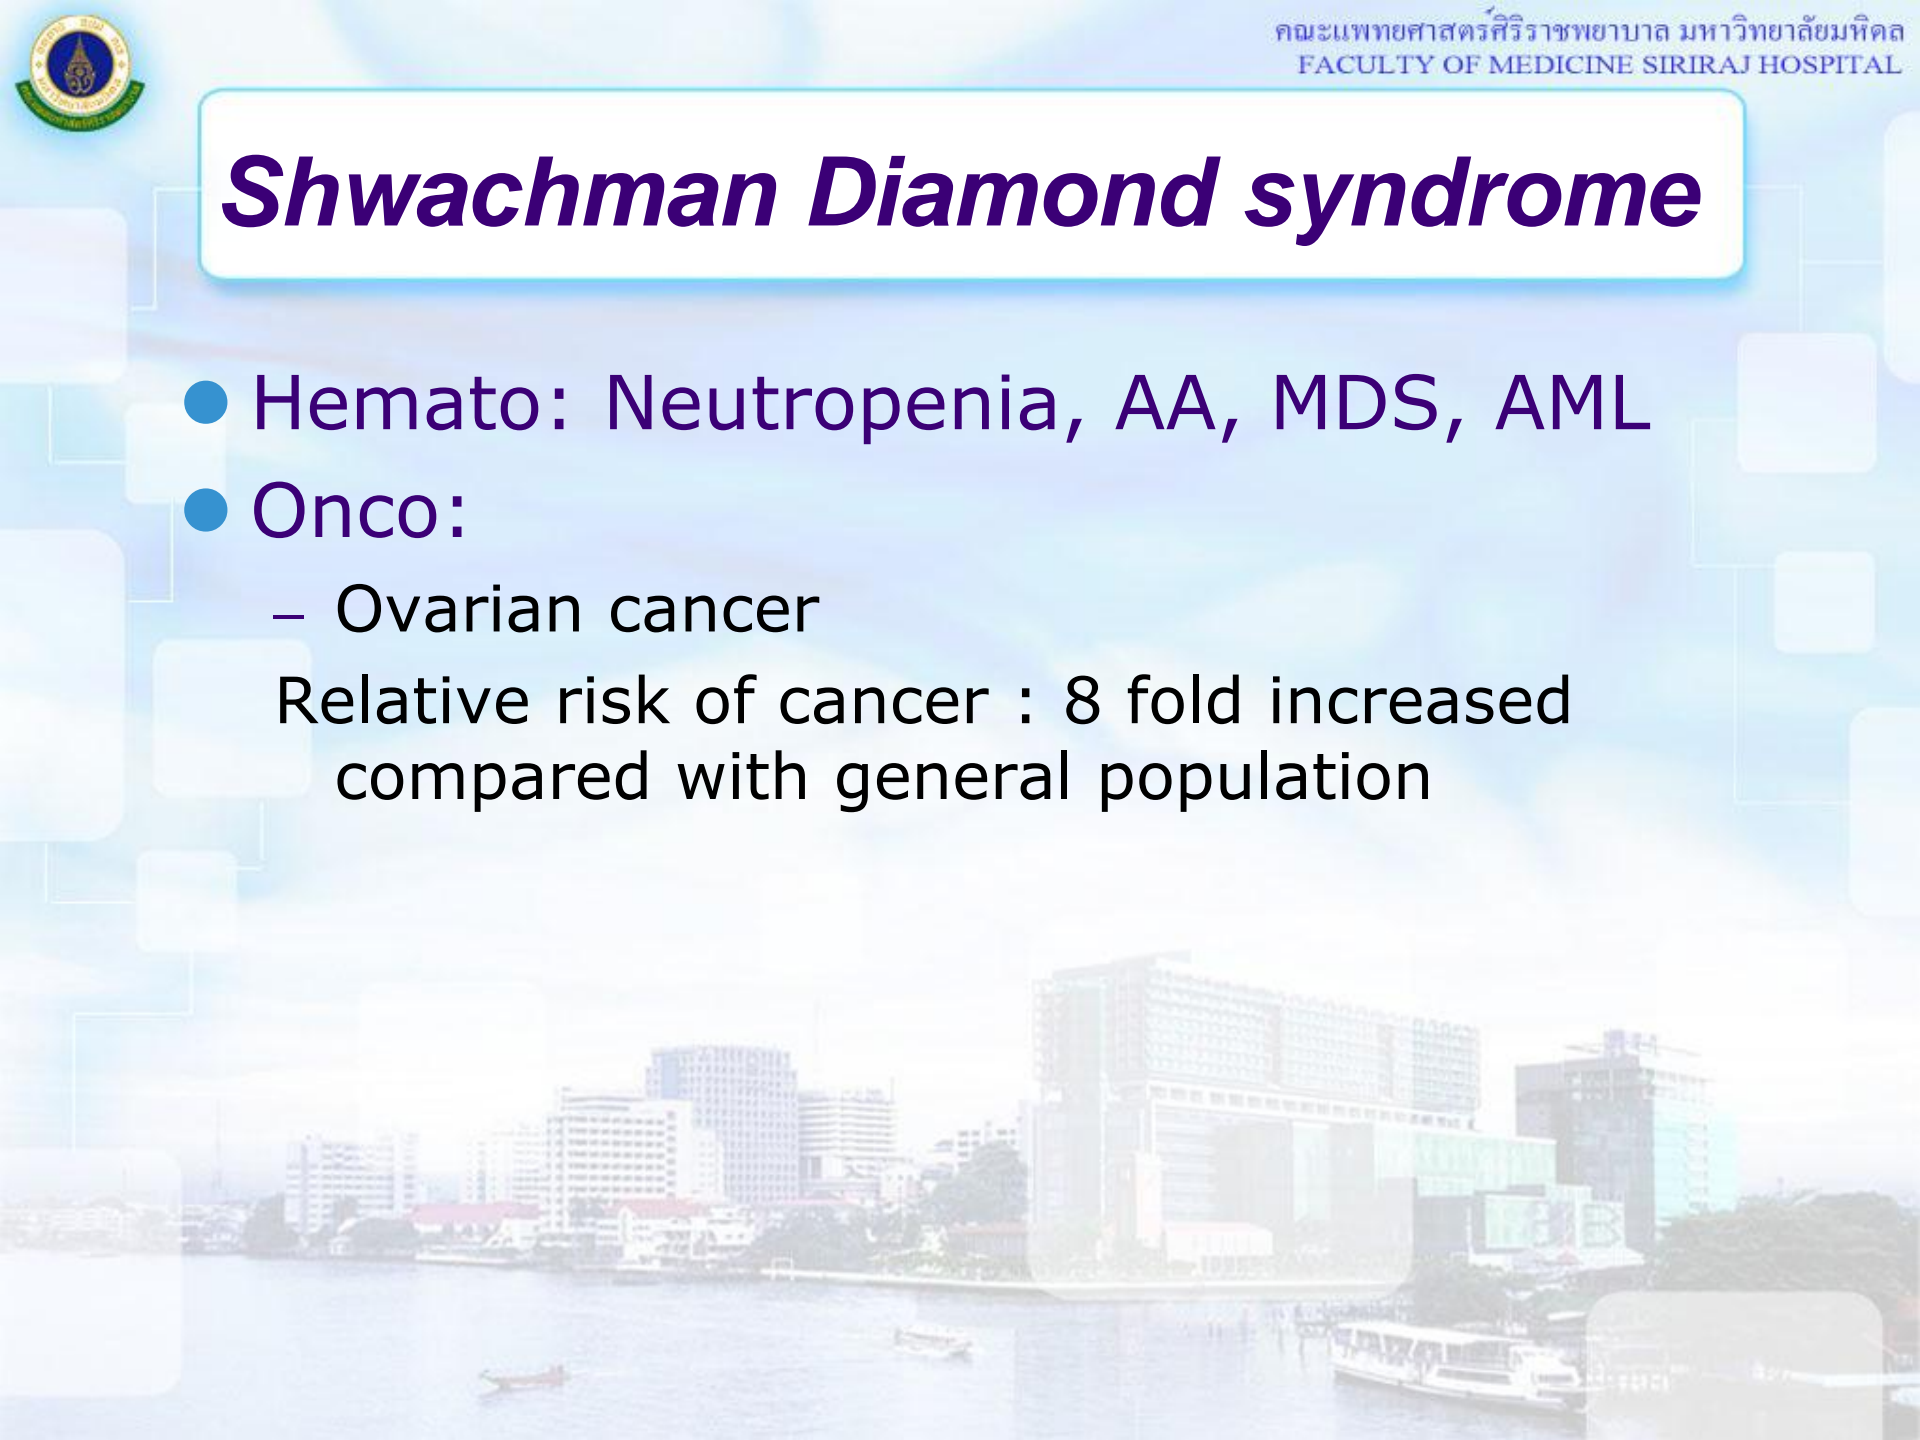 คณะแพทยศาสตร์ศิริราชพยาบาล มหาวิทยาลัยมหิดล
FACULTY OF MEDICINE SIRIRAJ HOSPITAL
Shwachman Diamond syndrome
Hemato: Neutropenia, AA, MDS, AML
Onco:
– Ovarian cancer
Relative risk of cancer : 8 fold increased
compared with general population